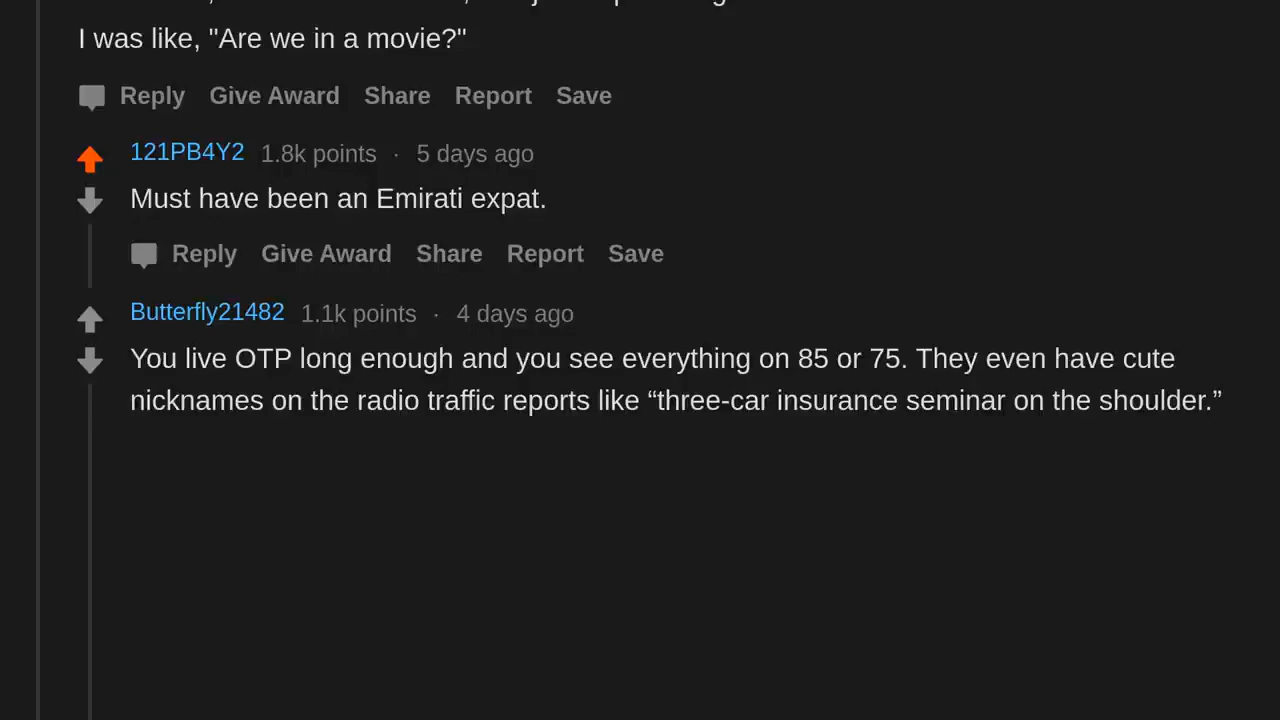 I was like, "Are we in a movie?"
Reply Give Award Share Report Save
121PB4Y2 1.8k points · 5 days ago
Must have been an Emirati expat.
Reply Give Award Share Report Save
Butterfly21482 1.1k points · 4 days ago
You live OTP long enough and you see everything on 85 or 75. They even have cute
nicknames on the radio traffic reports like “three-car insurance seminar on the shoulder.”